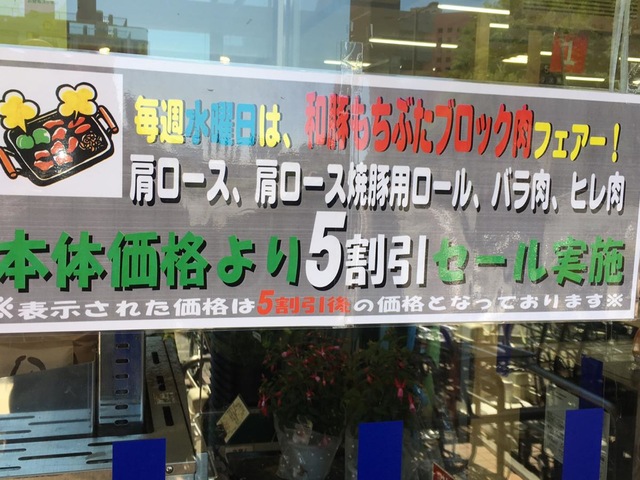 毎週水曜日は、和豚もちぶたブロック肉フェアー!
肩ロース、肩ロース焼豚用ロール、バラ肉、ヒレ肉
本体価格より5割引セール実施
※表示された価格は5割引後の価格となっております※
1